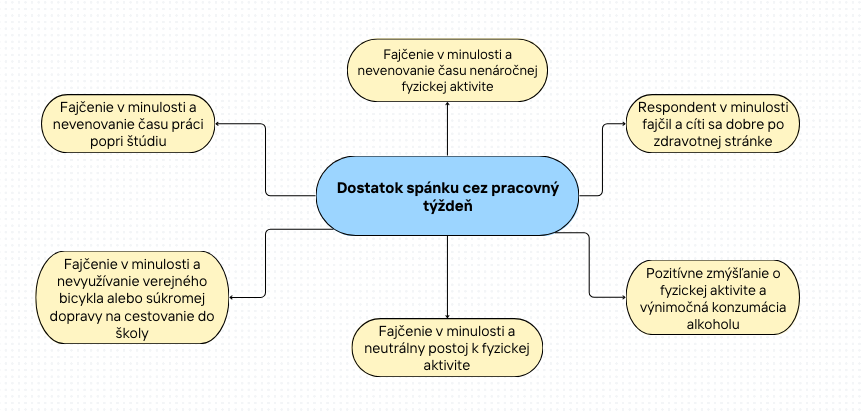 Fajčenie v minulosti a
nevenovanie času nenáročnej
fyzickej aktivite
Fajčenie v minulosti a
nevenovanie času práci
popri štúdiu
Respondent v minulosti
fajčil a cíti sa dobre po
zdravotnej stránke
Dostatok spánku cez pracovný
týždeň
Fajčenie v minulosti a
nevyužívanie verejného
bicykla alebo súkromej
dopravy na cestovanie do
školy
Pozitívne zmýšľanie o
fyzickej aktivite a
výnimočná konzumácia
alkoholu
Fajčenie v minulosti a
neutrálny postoj k fyzickej
aktivite